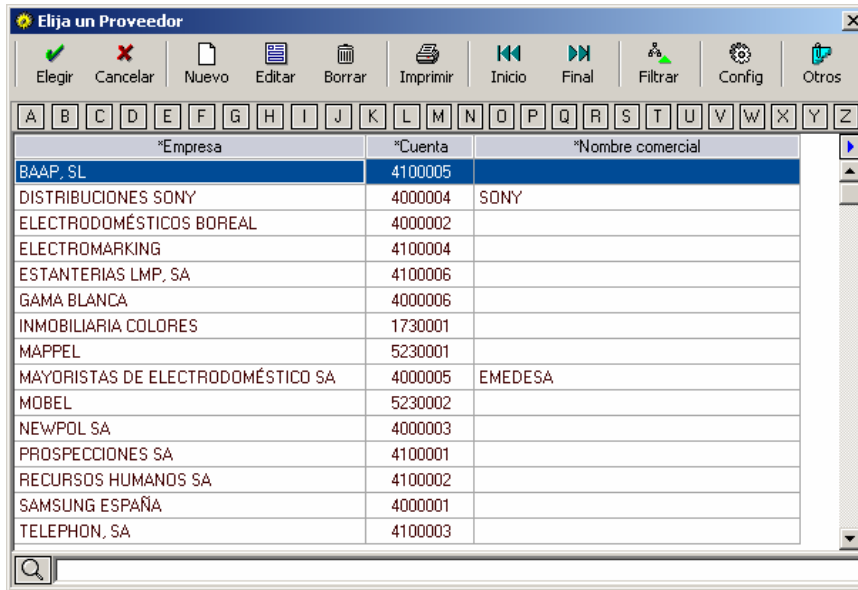 Elija un Proveedor
Elegir Cancelar Nuevo Editar Borrar Imprimir Inicio Final Filtrar Config Otros
A B C D E F G H I J K L M N O P Q R S T U V W X Y Z
*Empresa *Cuenta *Nombre comercial
BAAP, SL 4100005
DISTRIBUCIONES SONY 4000004 SONY
ELECTRODOMÉSTICOS BOREAL 4000002
ELECTROMARKING 4100004
ESTANTERIAS LMP, SA 4100006
GAMA BLANCA 4000006
INMOBILIARIA COLORES 1730001
MAPPEL 5230001
MAYORISTAS DE ELECTRODOMÉSTICO SA 4000005 EMEDESA
MOBEL 5230002
NEWPOL SA 4000003
PROSPECCIONES SA 4100001
RECURSOS HUMANOS SA 4100002
SAMSUNG ESPAÑA 4000001
TELEPHON, SA 4100003